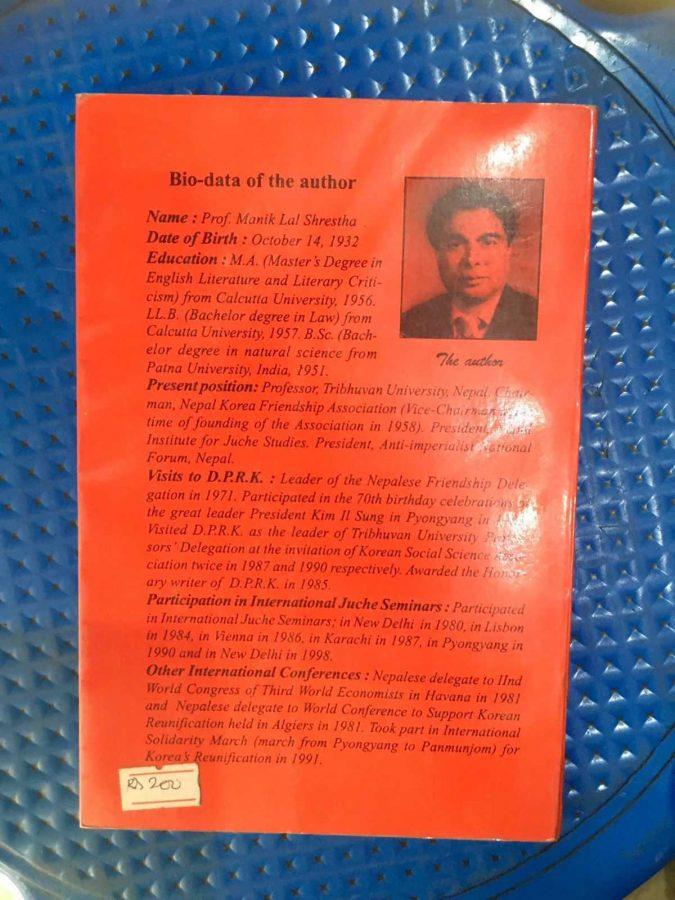 Bio-data of the author
Name : Prof. Manik Lal Shrestha
Date of Birth : October 14, 1932
Education : M.A. (Master's Degree in
English Literature and Literary Criti-
cism) from Calcutta University, 1956.
LL.B. (Bachelor degree in Law) from
Calcutta University, 1957. B.Sc. (Bach-
elor degree in natural science from
Patna University, India, 1951.
The author
Present position: Professor, Tribhuvan University, Nepal. Chair-
man, Nepal Korea Friendship Association (Vice-Chairman
time of founding of the Association in 1958). President,
Institute for Juche Studies. President, Anti-imperialist National
Forum, Nepal.
Visits to D.P.R.K. : Leader of the Nepalese Friendship Dele-
gation in 1971. Participated in the 70th birthday celebrations
the great leader President Kim Il Sung in Pyongyang in
Visited D.P.R.K. as the leader of Tribhuvan University
sors' Delegation at the invitation of Korean Social Science
ciation twice in 1987 and 1990 respectively. Awarded the Honor-
ary writer of D.P.R.K. in 1985.
Participation in International Juche Seminars : Participated
in International Juche Seminars; in New Delhi in 1980, in Lisbon
in 1984, in Vienna in 1986, in Karachi in 1987, in Pyongyang in
1990 and in New Delhi in 1998.
Other International Conferences : Nepalese delegate to IInd
World Congress of Third World Economists in Havana in 1981
and Nepalese delegate to World Conference to Support Korean
Reunification held in Algiers in 1981. Took part in International
Solidarity March (march from Pyongyang to Panmunjom) for
Korea's Reunification in 1991.
Rs 200